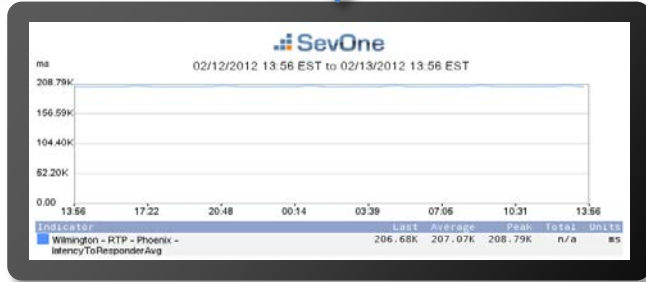 SevOne
ms
02/12/2012 13:56 EST to 02/13/2012 13:56 EST
208.79K
156.59K
104.40K
52.20K
0.00
13:56 17:22 20:48 00:14 03:39 07:05 10:31 13:56
Indicator Last Average Peak Total Units
Wilmington - RTP - Phoenix - 206.68K 207.07K 208.79K n/a ms
latencyToResponderAvg